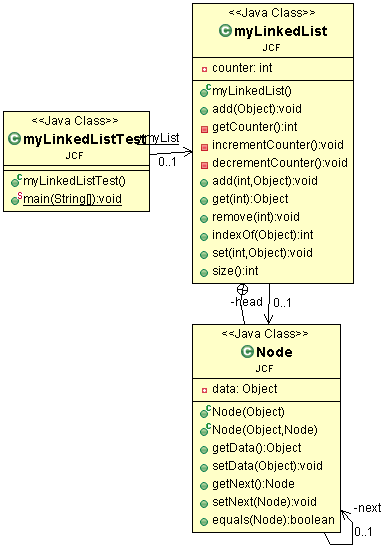 <<Java Class>>
C myLinkedList
JCF
counter: int
C myLinkedList()
add(Object):void
getCounter():int
incrementCounter():void
decrementCounter():void
add(int,Object):void
get(int):Object
remove(int):void
indexOf(Object):int
set(int,Object):void
size():int
<<Java Class>>
C myLinkedListTest
JCF
C myLinkedListTest()
S main(String[]):void
-myList
0..1
-head
0..1
<<Java Class>>
C Node
JCF
data: Object
C Node(Object)
C Node(Object,Node)
getData():Object
setData(Object):void
getNext():Node
setNext(Node):void
equals(Node):boolean
-next
0..1